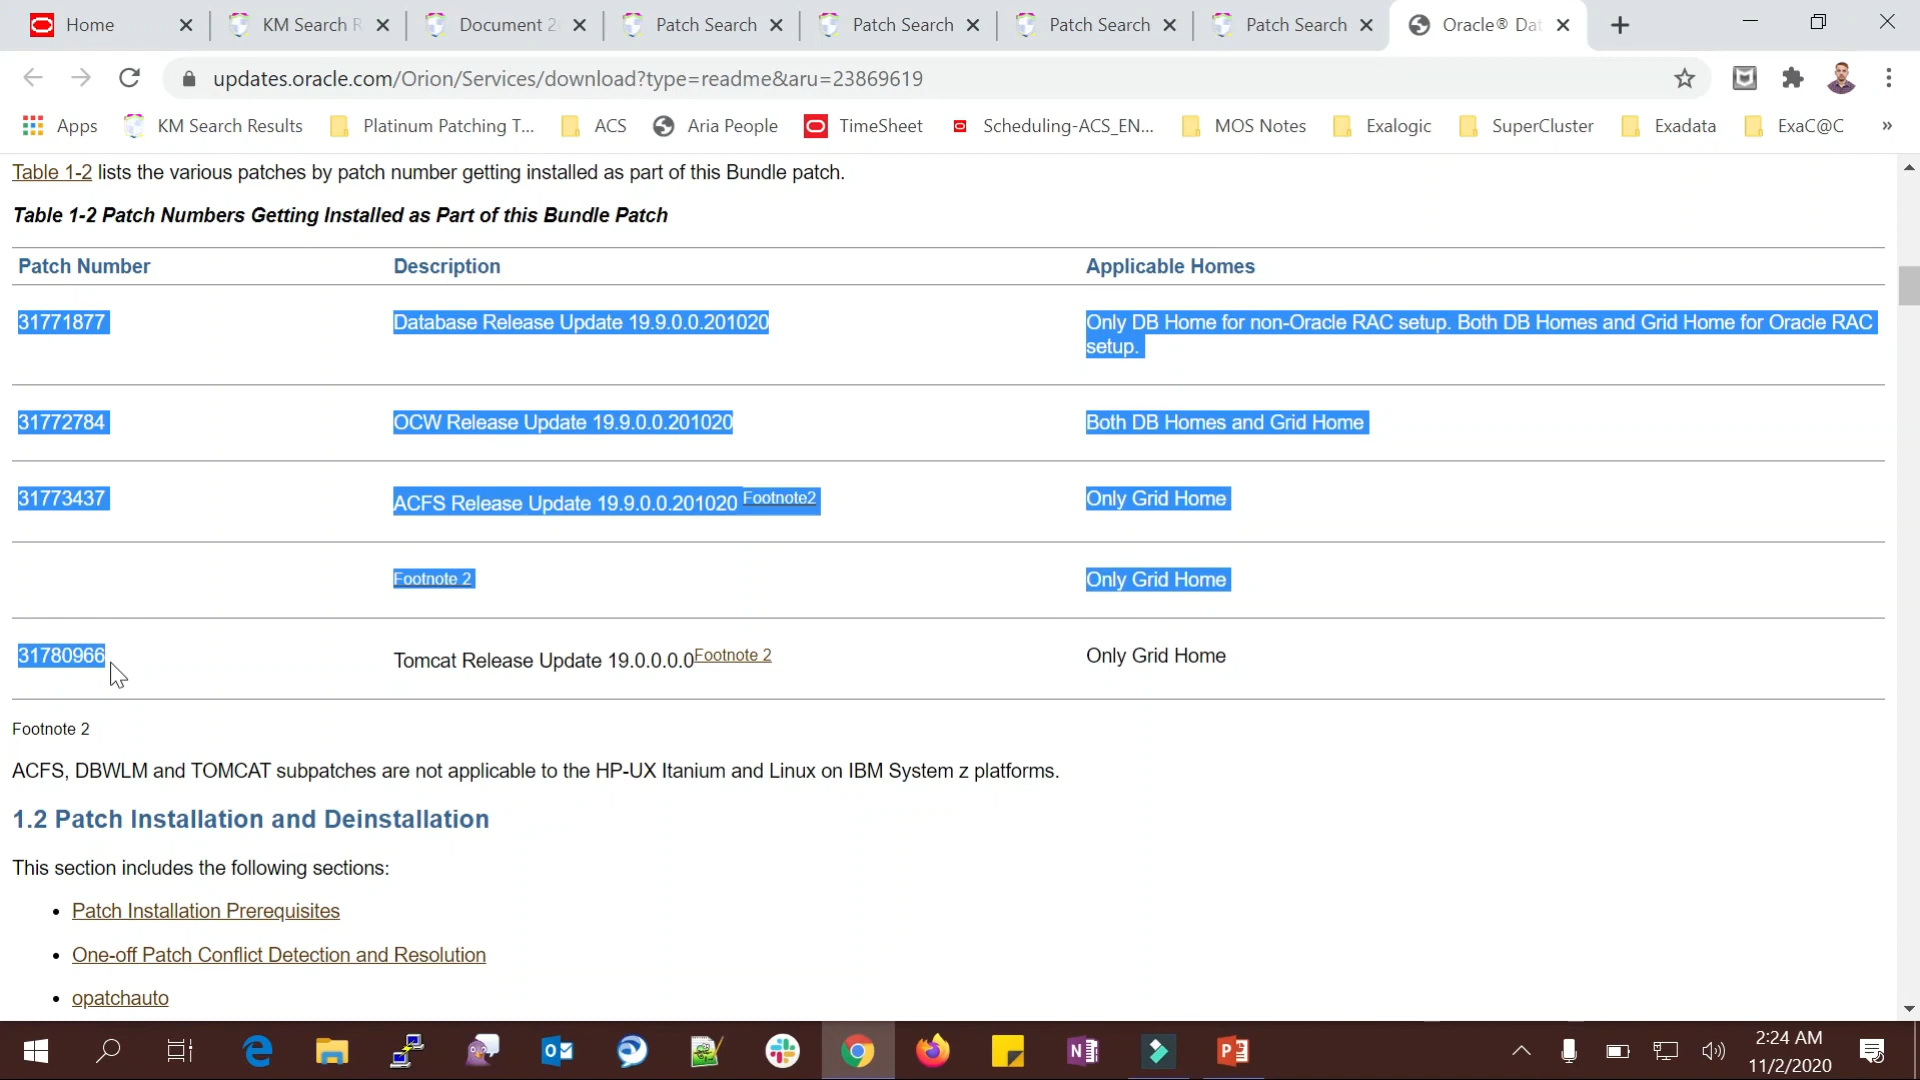 Home
KM Search R
Document 2
Patch Search
Patch Search
Patch Search
Patch Search
Oracle® Dat
updates.oracle.com/Orion/Services/download?type=readme&aru=23869619
Apps
KM Search Results
Platinum Patching T...
ACS
Aria People
TimeSheet
Scheduling-ACS_EN...
MOS Notes
Exalogic
SuperCluster
Exadata
ExaC@C
»
Table 1-2 lists the various patches by patch number getting installed as part of this Bundle patch.
Table 1-2 Patch Numbers Getting Installed as Part of this Bundle Patch
Patch Number Description Applicable Homes
31771877 Database Release Update 19.9.0.0.201020 Only DB Home for non-Oracle RAC setup. Both DB Homes and Grid Home for Oracle RAC
setup.
31772784 OCW Release Update 19.9.0.0.201020 Both DB Homes and Grid Home
31773437 ACFS Release Update 19.9.0.0.201020 Footnote2 Only Grid Home
Footnote 2 Only Grid Home
31780966 Tomcat Release Update 19.0.0.0.0Footnote 2 Only Grid Home
Footnote 2
ACFS, DBWLM and TOMCAT subpatches are not applicable to the HP-UX Itanium and Linux on IBM System z platforms.
1.2 Patch Installation and Deinstallation
This section includes the following sections:
• Patch Installation Prerequisites
• One-off Patch Conflict Detection and Resolution
• opatchauto
2:24 AM
11/2/2020